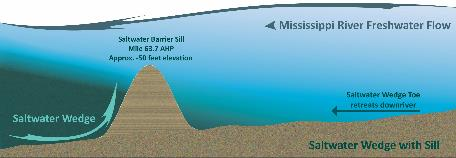 Mississippi River Freshwater Flow
Saltwater Barrier Sill
Mile 63.7 AHP
Approx. -50 feet elevation
Saltwater Wedge Toe
retreats downriver
Saltwater Wedge
Saltwater Wedge with Sill